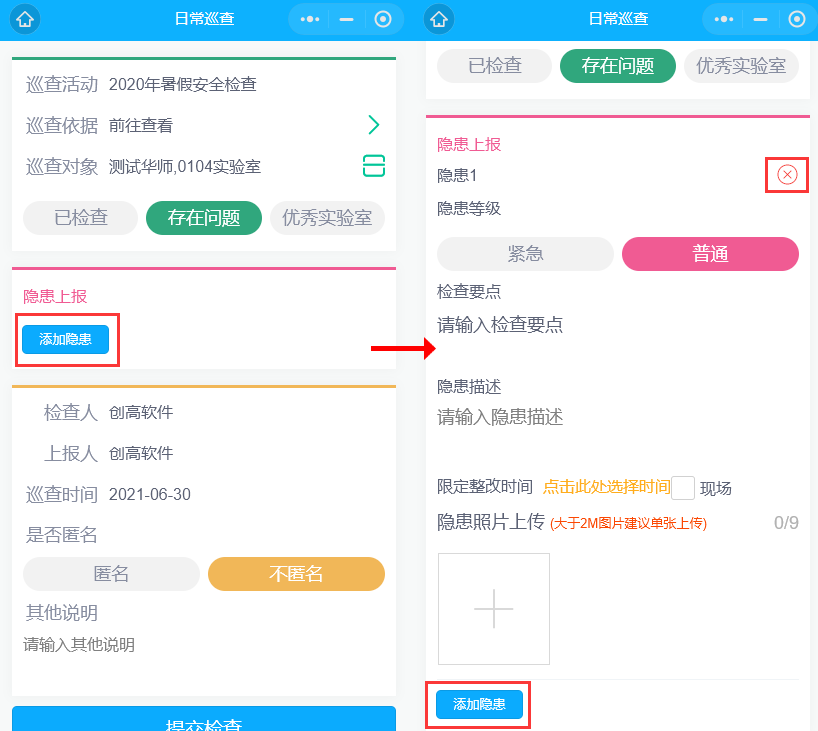 日常巡查
巡查活动 2020年暑假安全检查
巡查依据 前往查看
巡查对象 测试华师,0104实验室
已检查 存在问题 优秀实验室
隐患上报
添加隐患
检查人 创高软件
上报人 创高软件
巡查时间 2021-06-30
是否匿名
匿名 不匿名
其他说明
请输入其他说明
提交检查
日常巡查
已检查 存在问题 优秀实验室
隐患上报
隐患1
隐患等级
紧急 普通
检查要点
请输入检查要点
隐患描述
请输入隐患描述
限定整改时间 点击此处选择时间 现场
隐患照片上传 (大于2M图片建议单张上传) 0/9
添加隐患